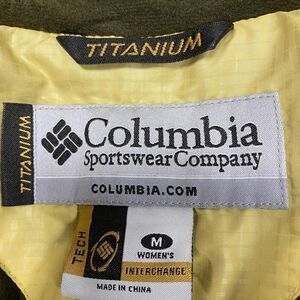 TITANIUM
TITANIUM
Columbia
Sportswear Company
COLUMBIA.COM
TECH
M
WOMEN'S
INTERCHANGE
MADE IN CHINA